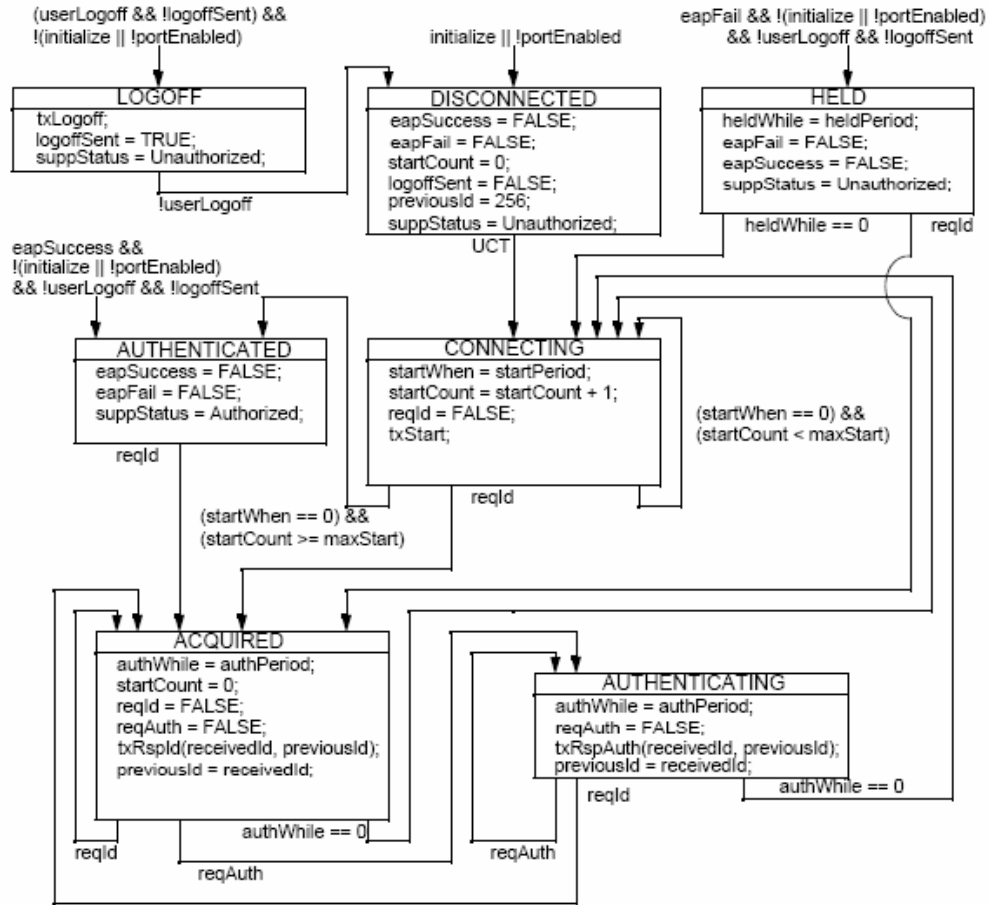 (userLogoff && !logoffSent) &&
!(initialize || !portEnabled)
initialize || !portEnabled
eapFail && !(initialize || !portEnabled)
&& !userLogoff && !logoffSent
LOGOFF
txLogoff;
logoffSent = TRUE;
suppStatus = Unauthorized;
!userLogoff
DISCONNECTED
eapSuccess = FALSE;
eapFail = FALSE;
startCount = 0;
logoffSent = FALSE;
previousId = 256;
suppStatus = Unauthorized;
UCT
HELD
heldWhile = heldPeriod;
eapFail = FALSE;
eapSuccess = FALSE;
suppStatus = Unauthorized;
heldWhile == 0
reqId
eapSuccess &&
!(initialize || !portEnabled)
&& !userLogoff && !logoffSent
AUTHENTICATED
eapSuccess = FALSE;
eapFail = FALSE;
suppStatus = Authorized;
reqId
CONNECTING
startWhen = startPeriod;
startCount = startCount + 1;
reqId = FALSE;
txStart;
reqId
(startWhen == 0) &&
(startCount < maxStart)
(startWhen == 0) &&
(startCount >= maxStart)
ACQUIRED
authWhile = authPeriod;
startCount = 0;
reqId = FALSE;
reqAuth = FALSE;
txRspId(receivedId, previousId);
previousId = receivedId;
authWhile == 0
reqId
reqAuth
AUTHENTICATING
authWhile = authPeriod;
reqAuth = FALSE;
txRspAuth(receivedId, previousId);
previousId = receivedId;
reqId
authWhile == 0
reqAuth